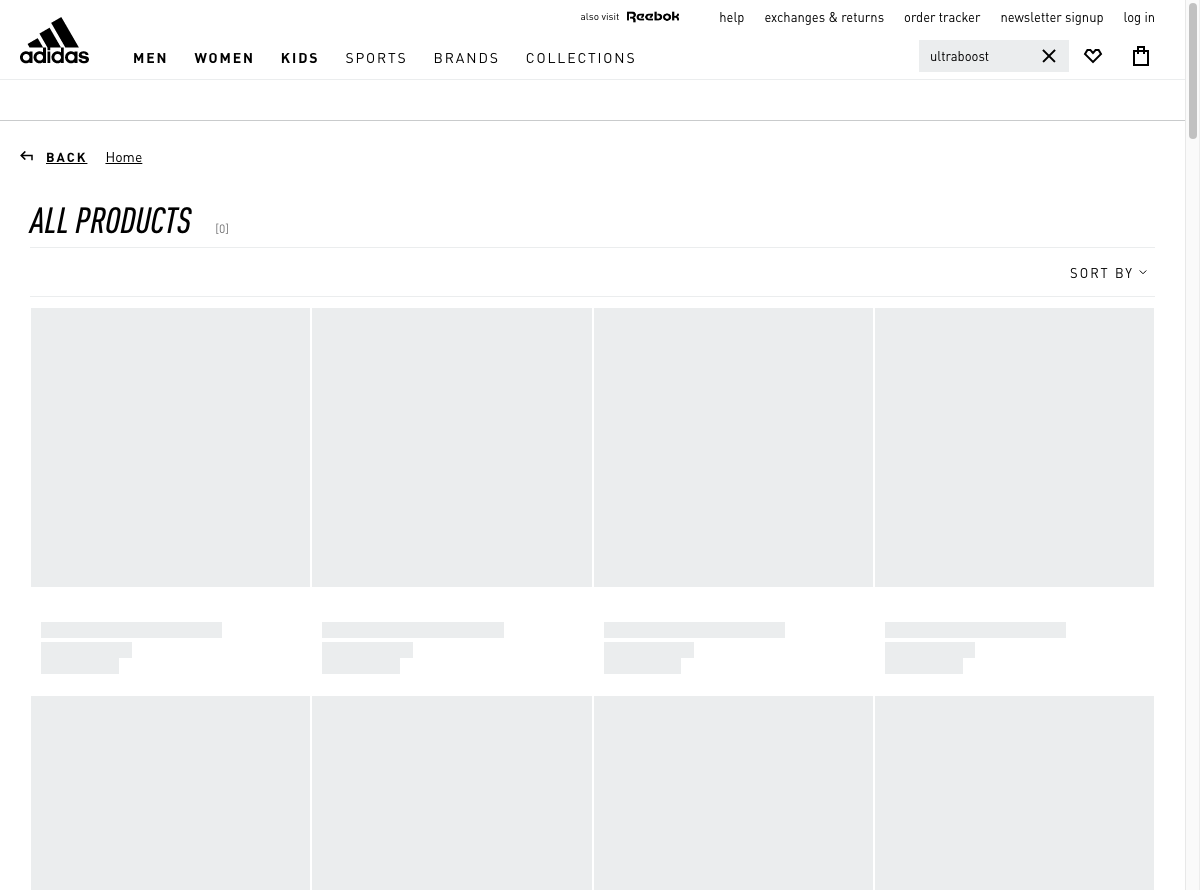 also visit Reebok help exchanges & returns order tracker newsletter signup log in
adidas MEN WOMEN KIDS SPORTS BRANDS COLLECTIONS ultraboost
BACK Home
ALL PRODUCTS [0]
SORT BY